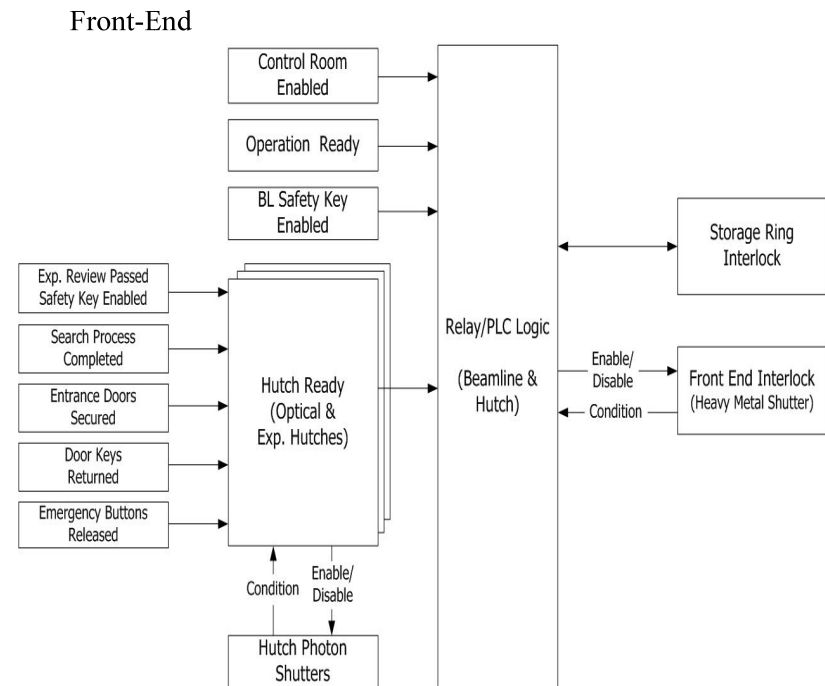 Front-End
Control Room
Enabled
Operation Ready
BL Safety Key
Enabled
Exp. Review Passed
Safety Key Enabled
Search Process
Completed
Entrance Doors
Secured
Door Keys
Returned
Emergency Buttons
Released
Hutch Ready
(Optical &
Exp. Hutches)
Condition
Enable/
Disable
Hutch Photon
Shutters
Relay/PLC Logic
(Beamline &
Hutch)
Storage Ring
Interlock
Enable/
Disable
Condition
Front End Interlock
(Heavy Metal Shutter)